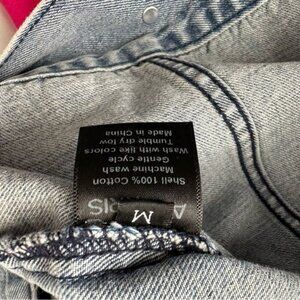 M
Shell 100% Cotton
Machine wash
Gentle cycle
Wash with like colors
Tumble dry low
Made in China